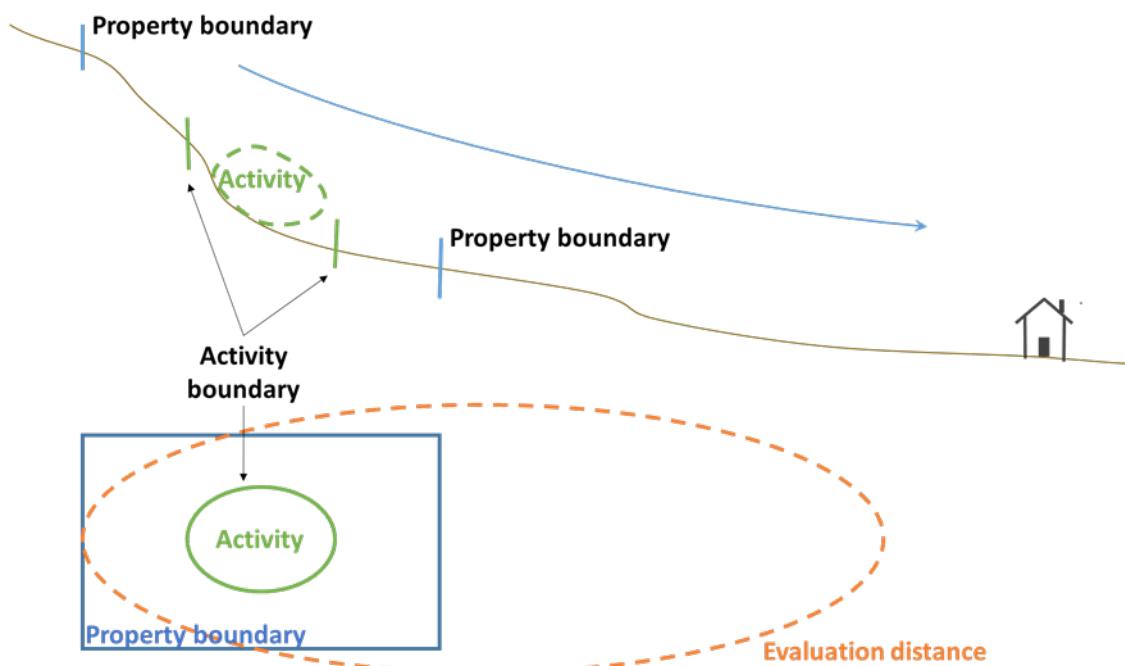 Property boundary
Activity
Property boundary
Activity
boundary
Activity
Property boundary
Evaluation distance